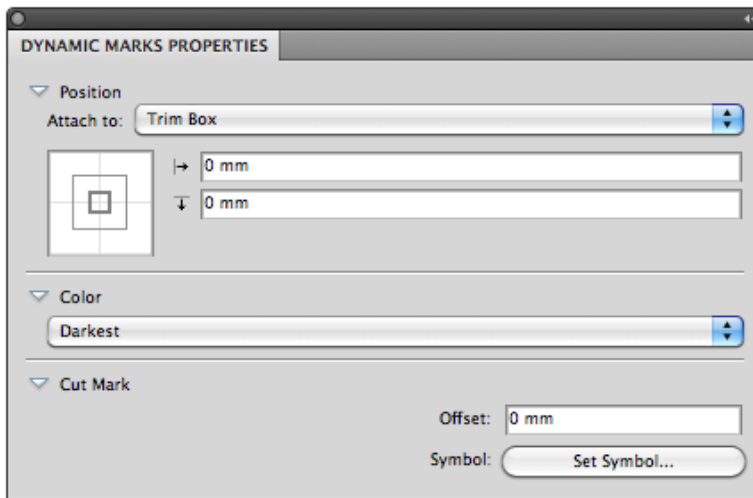 DYNAMIC MARKS PROPERTIES
Position
Attach to: Trim Box
0 mm
0 mm
Color
Darkest
Cut Mark
Offset: 0 mm
Symbol: Set Symbol...